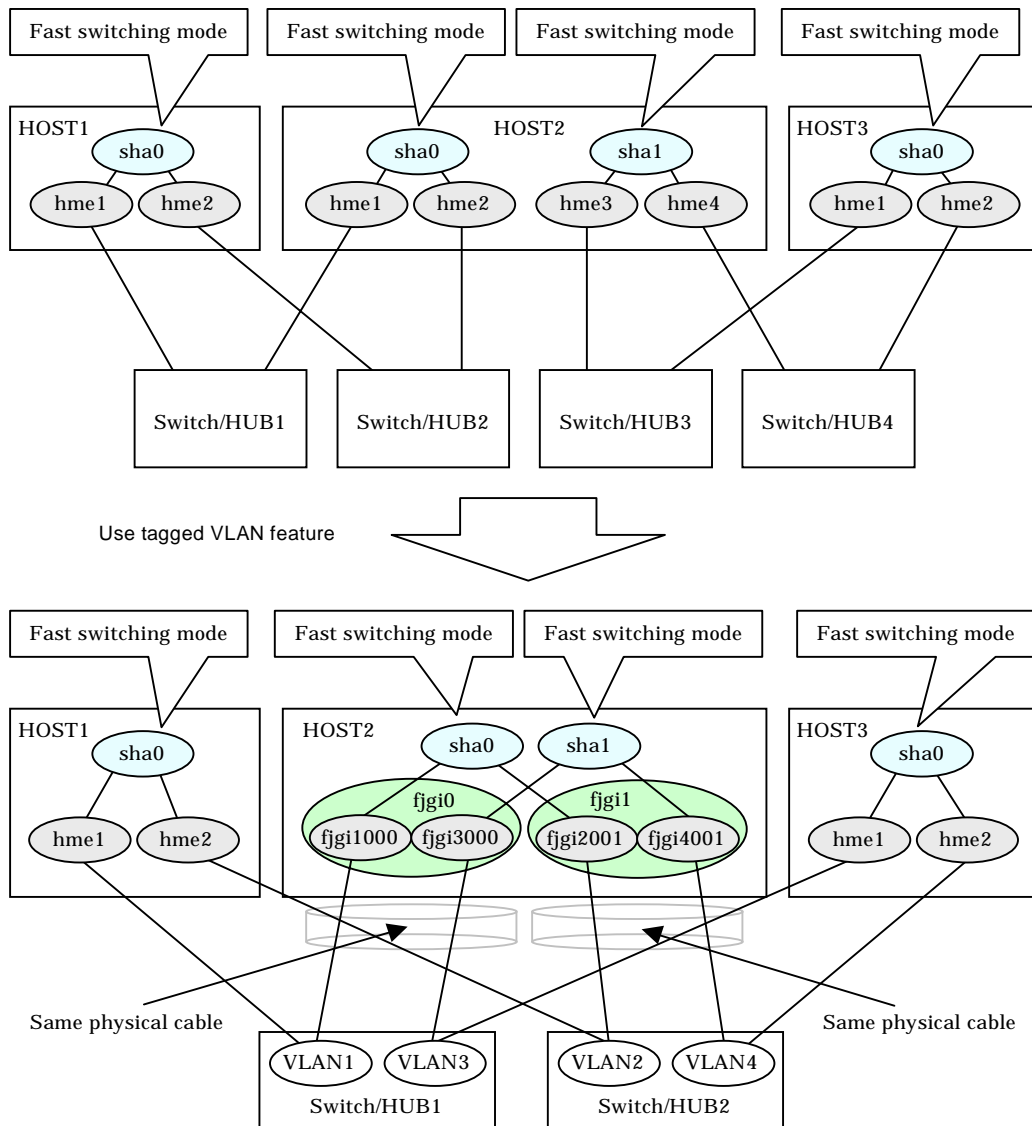 Fast switching mode
Fast switching mode
Fast switching mode
Fast switching mode
HOST1
sha0
hme1
hme2
HOST2
sha0
sha1
hme1
hme2
hme3
hme4
HOST3
sha0
hme1
hme2
Switch/HUB1
Switch/HUB2
Switch/HUB3
Switch/HUB4
Use tagged VLAN feature
Fast switching mode
Fast switching mode
Fast switching mode
Fast switching mode
HOST1
sha0
hme1
hme2
HOST2
sha0
sha1
fjgi0
fjgi1
fjgi1000
fjgi3000
fjgi2001
fjgi4001
HOST3
sha0
hme1
hme2
Same physical cable
Same physical cable
VLAN1
VLAN3
Switch/HUB1
VLAN2
VLAN4
Switch/HUB2